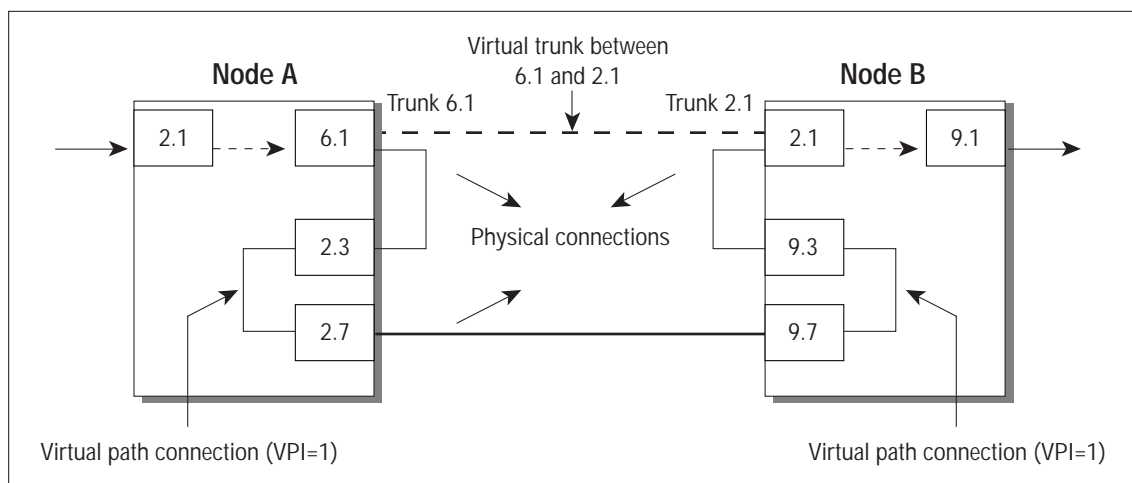 Virtual trunk between
6.1 and 2.1
Node A
Node B
Trunk 6.1
Trunk 2.1
2.1
6.1
2.1
9.1
Physical connections
2.3
9.3
2.7
9.7
Virtual path connection (VPI=1)
Virtual path connection (VPI=1)